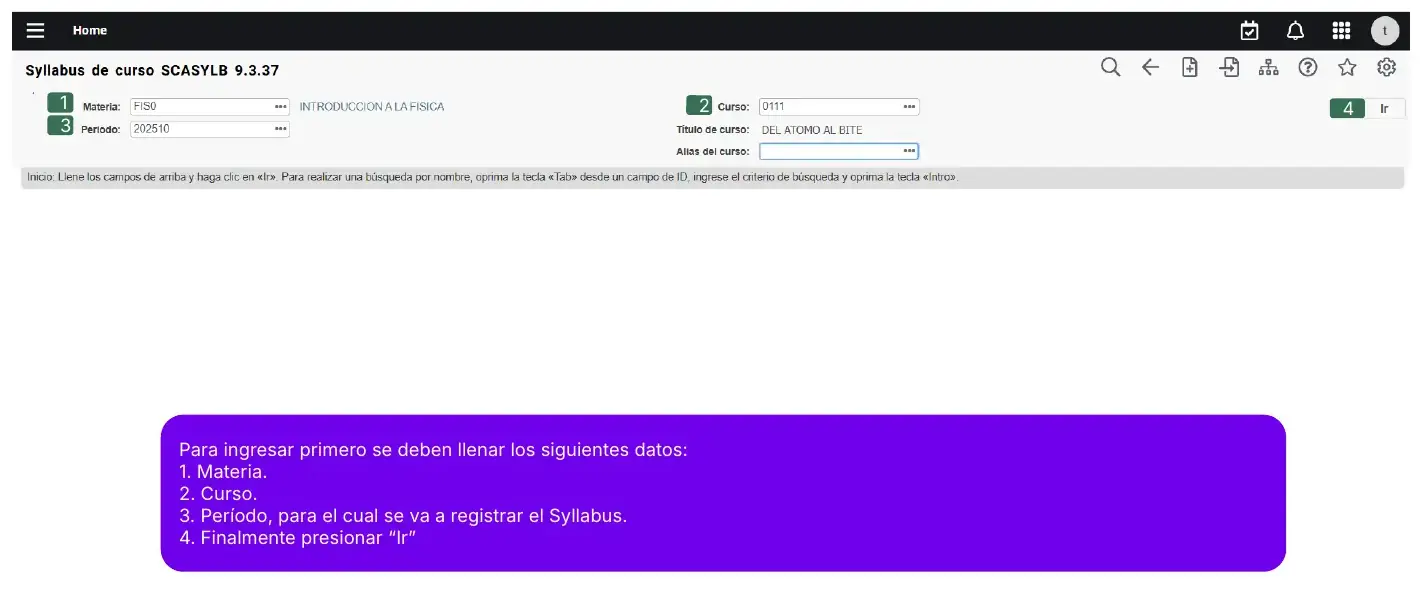 Home
t
Syllabus de curso SCASYLB 9.3.37
1 Materia: FIS0 ••• INTRODUCCION A LA FISICA 2 Curso: 0111 ••• 4 Ir
3 Período: 202510 ••• Título de curso: DEL ATOMO AL BITE
Alias del curso: •••
Inicio: Llene los campos de arriba y haga clic en «Ir». Para realizar una búsqueda por nombre, oprima la tecla «Tab» desde un campo de ID, ingrese el criterio de búsqueda y oprima la tecla «Intro».
Para ingresar primero se deben llenar los siguientes datos:
1. Materia.
2. Curso.
3. Período, para el cual se va a registrar el Syllabus.
4. Finalmente presionar “Ir”